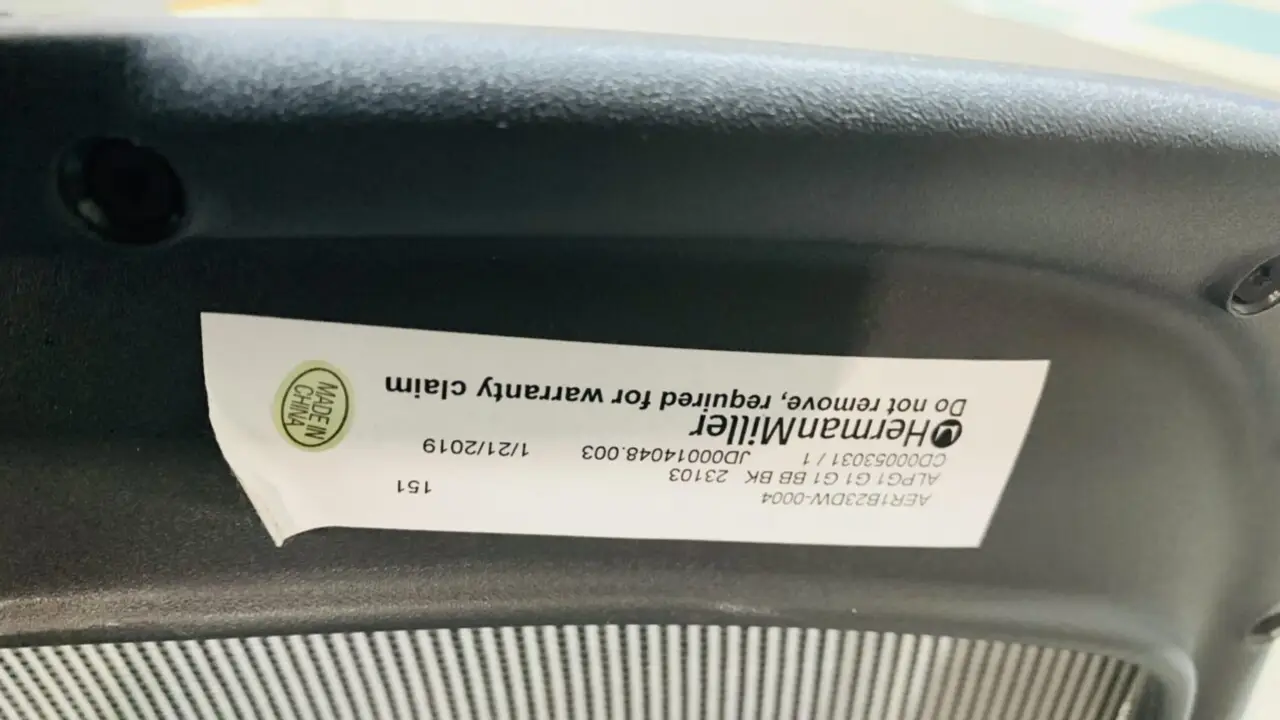 AER1B23DW-0004
ALPG1 G1 G1 BB BK 23103
151
CD00053031 / 1 JD00014048.003 1/21/2019
HermanMiller
Do not remove, required for warranty claim
MADE IN
CHINA